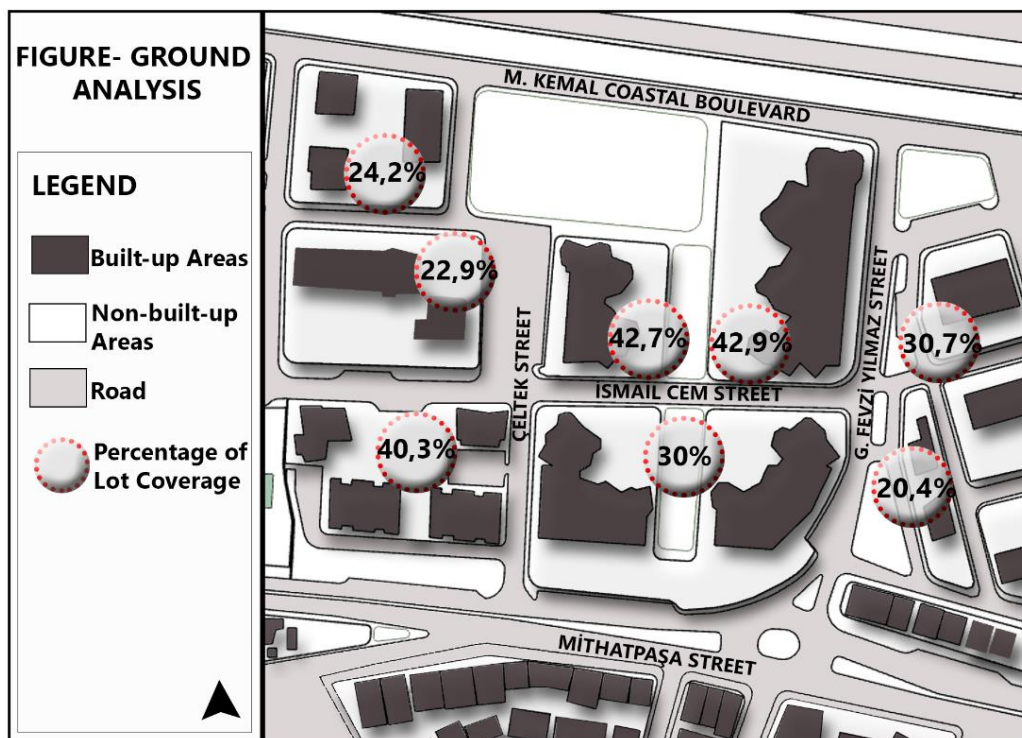 FIGURE- GROUND
ANALYSIS
LEGEND
Built-up Areas
Non-built-up
Areas
Road
Percentage of
Lot Coverage
M. KEMAL COASTAL BOULEVARD
24,2%
22,9%
42,7%
42,9%
30,7%
ÇELTEK STREET
İSMAİL CEM STREET
G. FEVZİ YILMAZ STREET
40,3%
30%
20,4%
MİTHATPAŞA STREET